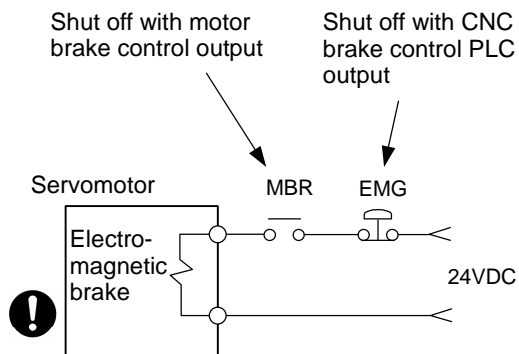 Shut off with motor
brake control output
Shut off with CNC
brake control PLC
output
Servomotor
MBR
EMG
Electro-
magnetic
brake
24VDC